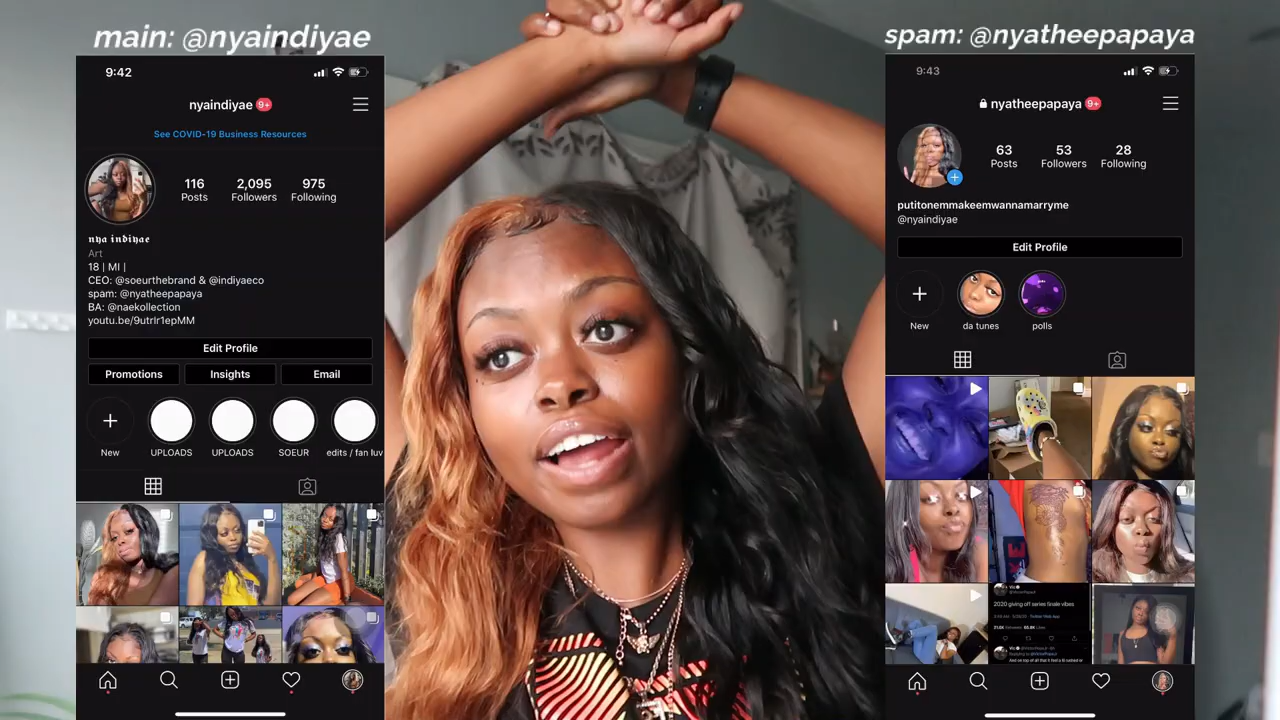 main: @nyaindiyae
9:42
nyaindiyae 9+
See COVID-19 Business Resources
116 2,095 975
Posts Followers Following
𝖓𝖞𝖆 𝖎𝖓𝖉𝖎𝖞𝖆𝖊
Art
18 | MI |
CEO: @soeurthebrand & @indiyaeco
spam: @nyatheepapaya
BA: @naekollection
youtu.be/9utrIr1epMM
Edit Profile
Promotions Insights Email
New UPLOADS UPLOADS SOEUR edits / fan luv
spam: @nyatheepapaya
9:43
nyatheepapaya 9+
63 53 28
Posts Followers Following
putitonemmakeemwannamarryme
@nyaindiyae
Edit Profile
New da tunes polls
2020 giving off series finale vibes